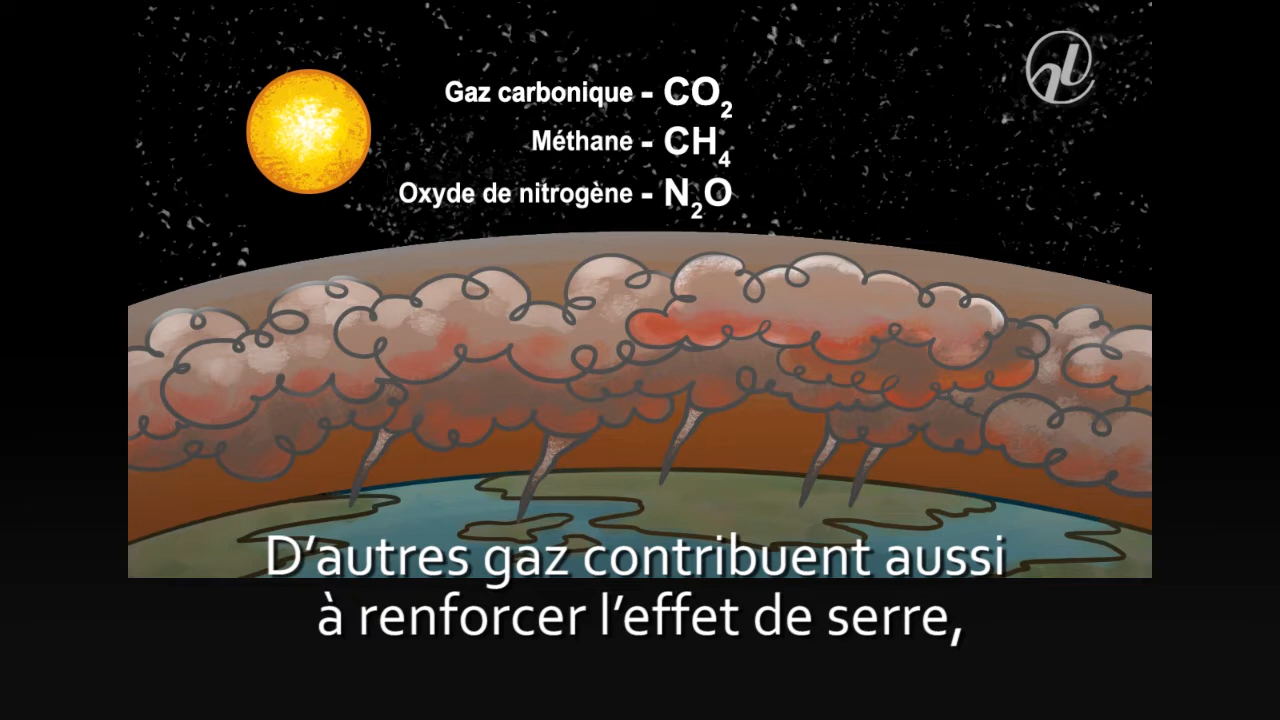 Gaz carbonique - CO₂
Méthane - CH₄
Oxyde de nitrogène - N₂O
D'autres gaz contribuent aussi
à renforcer l'effet de serre,